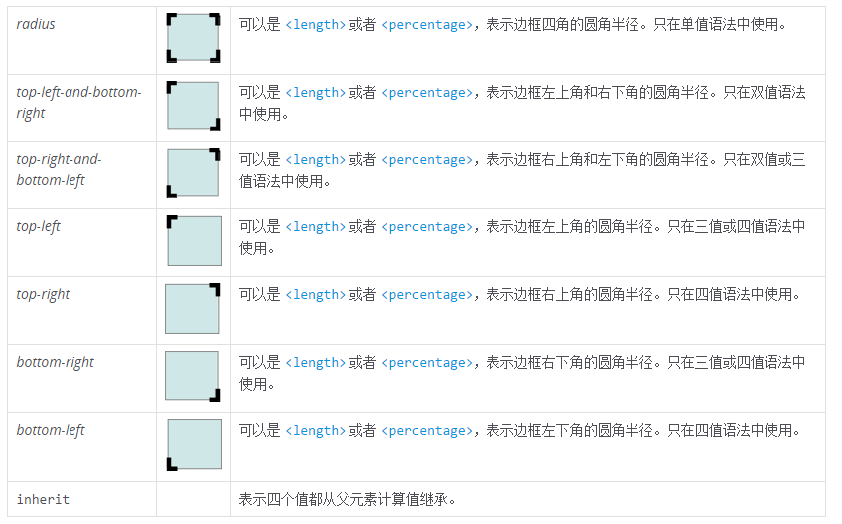 radius
可以是 <length>或者 <percentage>，表示边框四角的圆角半径。只在单值语法中使用。
top-left-and-bottom-
right
可以是 <length>或者 <percentage>，表示边框左上角和右下角的圆角半径。只在双值语法
中使用。
top-right-and-
bottom-left
可以是 <length>或者 <percentage>，表示边框右上角和左下角的圆角半径。只在双值或三
值语法中使用。
top-left
可以是 <length>或者 <percentage>，表示边框左上角的圆角半径。只在三值或四值语法中
使用。
top-right
可以是 <length>或者 <percentage>，表示边框右上角的圆角半径。只在四值语法中使用。
bottom-right
可以是 <length>或者 <percentage>，表示边框右下角的圆角半径。只在三值或四值语法中
使用。
bottom-left
可以是 <length>或者 <percentage>，表示边框左下角的圆角半径。只在四值语法中使用。
inherit
表示四个值都从父元素计算值继承。